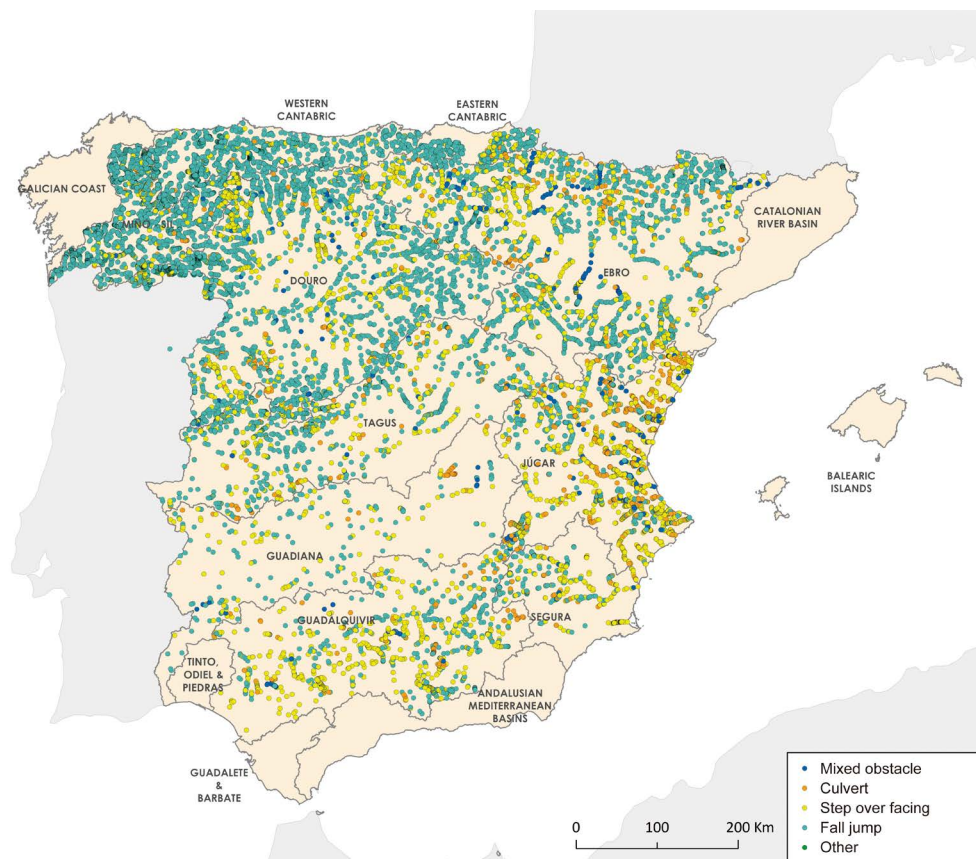 WESTERN
CANTABRIC
EASTERN
CANTABRIC
GALICIAN COAST
MIÑO - SIL
CATALONIAN
RIVER BASIN
DOURO
EBRO
TAGUS
JÚCAR
BALEARIC
ISLANDS
GUADIANA
GUADALQUIVIR
SEGURA
TINTO,
ODIEL &
PIEDRAS
ANDALUSIAN
MEDITERRANEAN
BASINS
GUADALETE
&
BARBATE
Mixed obstacle
Culvert
Step over facing
Fall jump
Other
0 100 200 Km